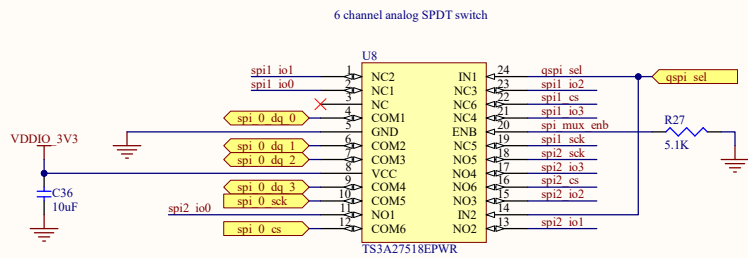 6 channel analog SPDT switch
U8
spi1_io1 1 NC2 IN1 24 qspi_sel qspi_sel
spi1_io0 2 NC1 NC3 23 spi1_io2
3 NC NC6 22 spi1_cs
spi_0_dq_0 4 COM1 NC4 21 spi1_io3
5 GND ENB 20 spi_mux_enb R27
spi_0_dq_1 6 COM2 NC5 19 spi1_sck 5.1K
VDDIO_3V3
spi_0_dq_2 7 COM3 NO5 18 spi2_sck
8 VCC NO4 17 spi2_io3
spi_0_dq_3 9 COM4 NO6 16 spi2_cs
C36
spi_0_sck 10 COM5 NO3 15 spi2_io2
10uF
spi2_io0 11 NO1 IN2 14
spi_0_cs 12 COM6 NO2 13 spi2_io1
TS3A27518EPWR